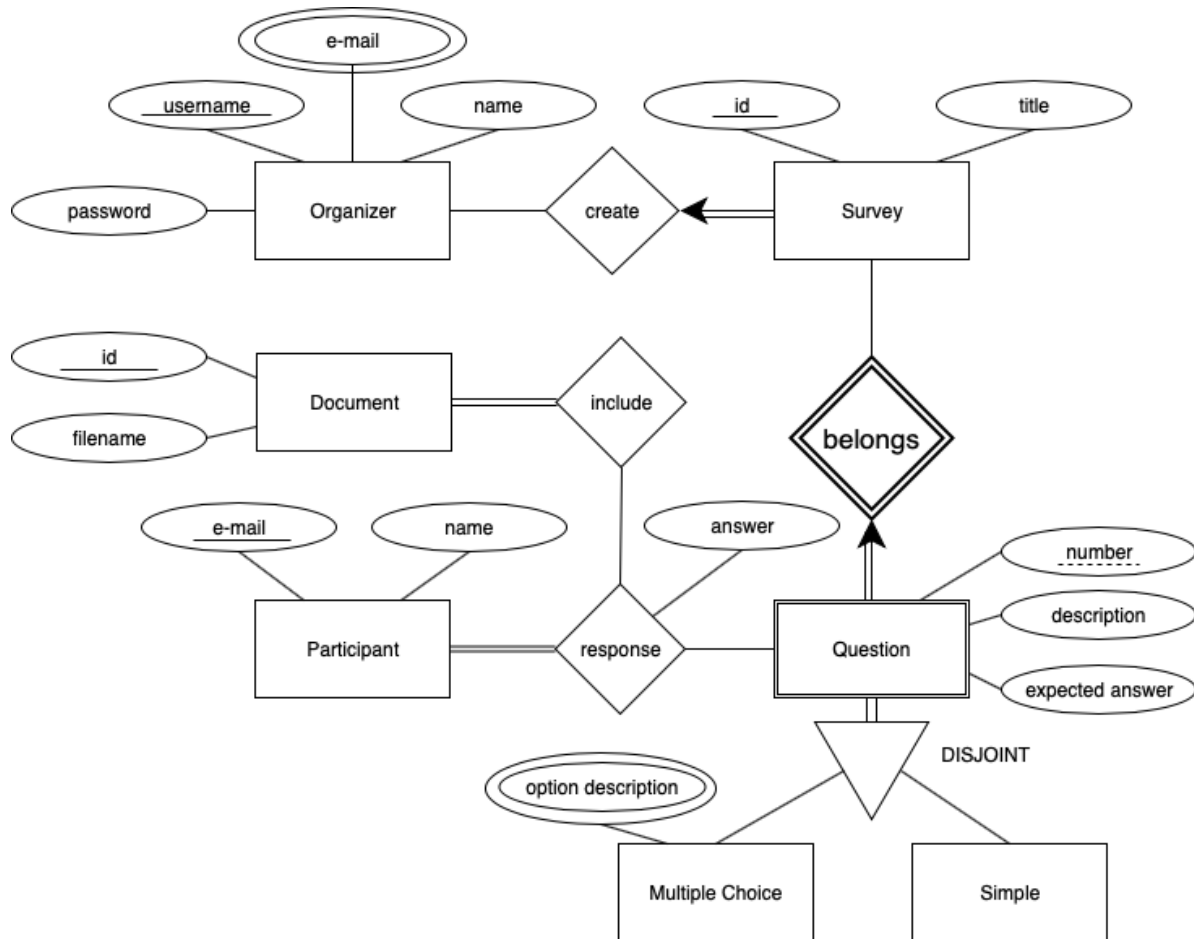 e-mail
username
name
id
title
password
Organizer
create
Survey
id
Document
include
filename
belongs
e-mail
name
answer
number
description
Participant
response
Question
expected answer
DISJOINT
option description
Multiple Choice
Simple